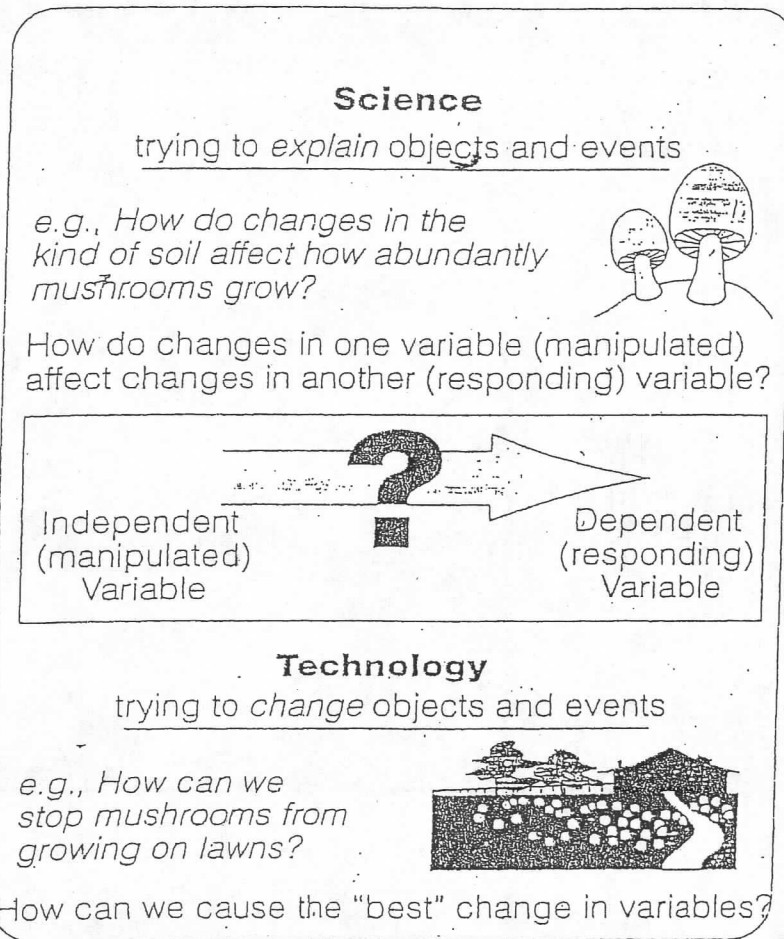 Science
trying to explain objects and events
e.g., How do changes in the
kind of soil affect how abundantly
mushrooms grow?
How do changes in one variable (manipulated)
affect changes in another (responding) variable?
?
Independent
(manipulated)
Variable
Dependent
(responding)
Variable
Technology
trying to change objects and events
e.g., How can we
stop mushrooms from
growing on lawns?
How can we cause the "best" change in variables?